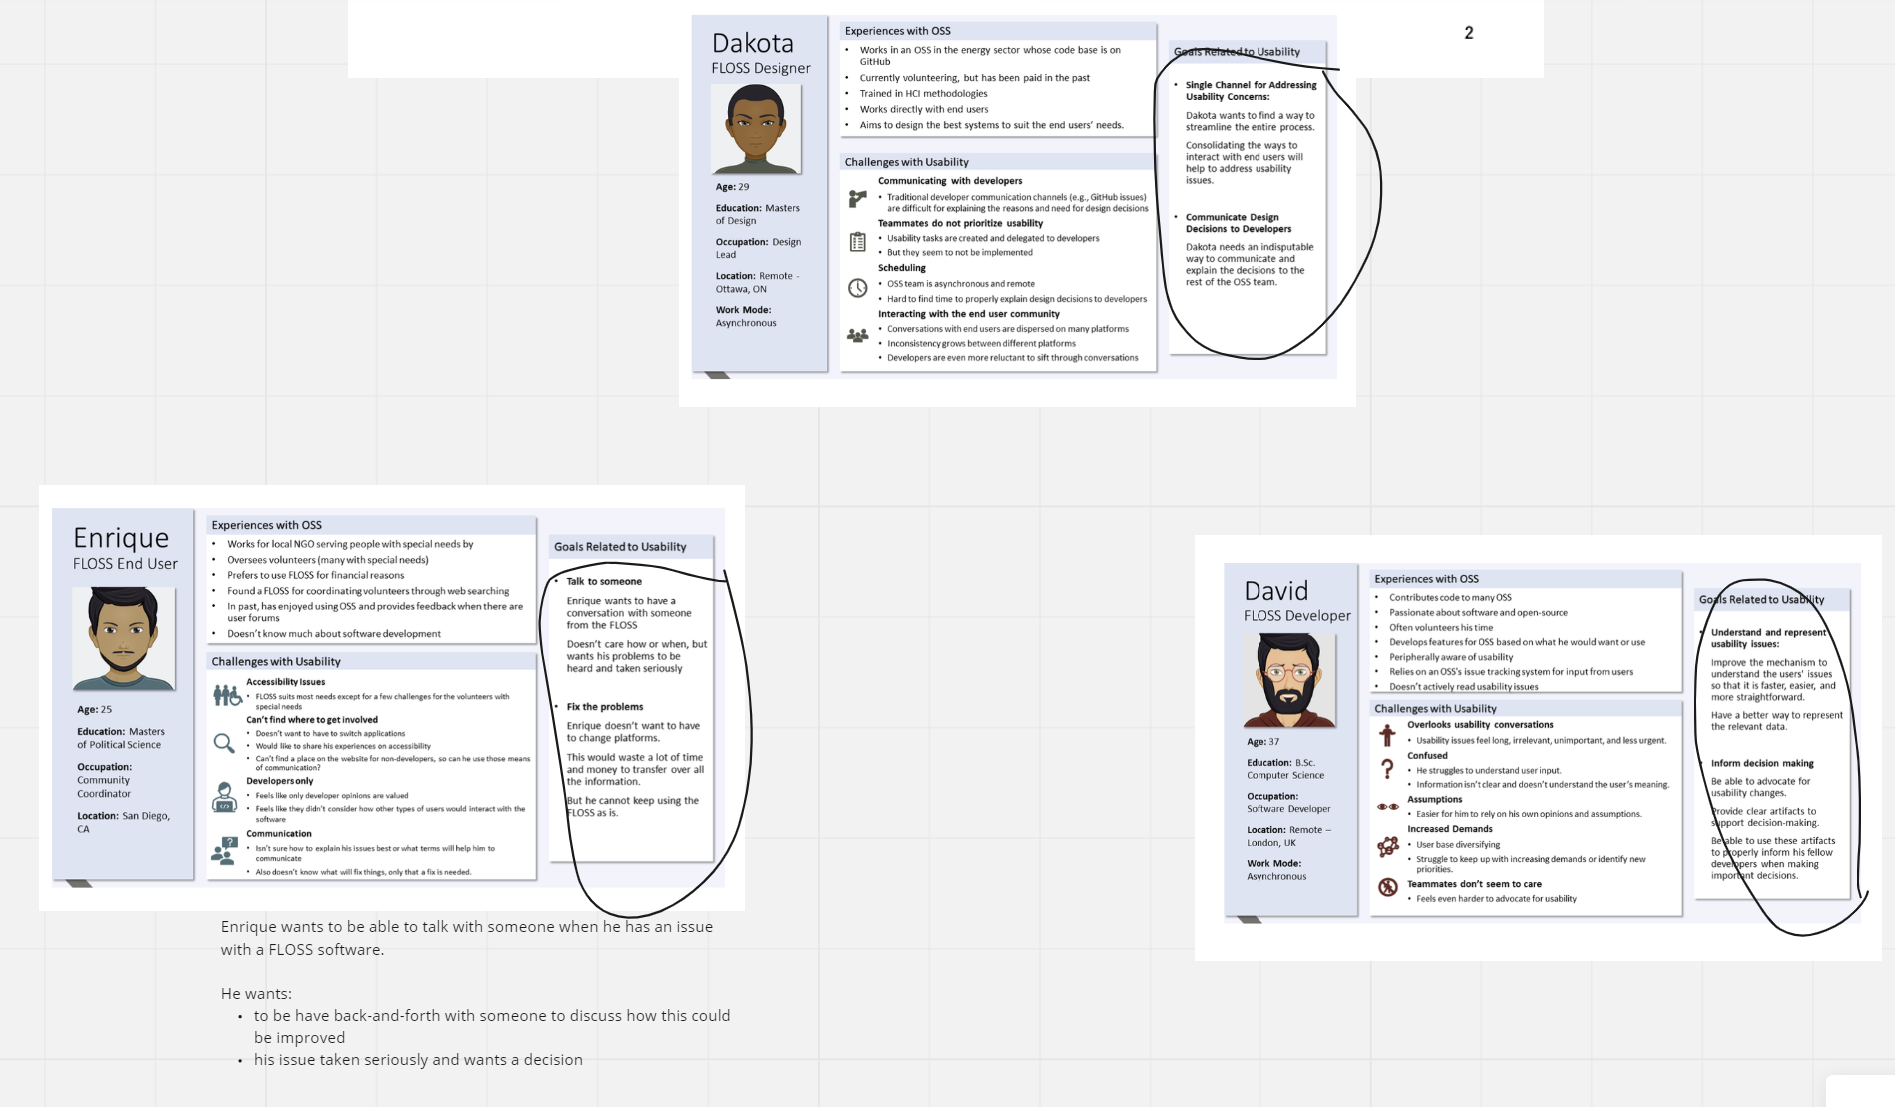 2
Dakota
FLOSS Designer
Age: 29
Education: Masters
of Design
Occupation: Design
Lead
Location: Remote -
Ottawa, ON
Work Mode:
Asynchronous
Experiences with OSS
• Works in an OSS in the energy sector whose code base is on
GitHub
• Currently volunteering, but has been paid in the past
• Trained in HCI methodologies
• Works directly with end users
• Aims to design the best systems to suit the end users' needs.
Challenges with Usability
Communicating with developers
• Traditional developer communication channels (e.g., GitHub issues)
are difficult for explaining the reasons and need for design decisions
Teammates do not prioritize usability
• Usability tasks are created and delegated to developers
• But they seem to not be implemented
Scheduling
• OSS team is asynchronous and remote
• Hard to find time to properly explain design decisions to developers
Interacting with the end user community
• Conversations with end users are dispersed on many platforms
• Inconsistency grows between different platforms
• Developers are even more reluctant to sift through conversations
Goals Related to Usability
• Single Channel for Addressing
Usability Concerns:
Dakota wants to find a way to
streamline the entire process.
Consolidating the ways to
interact with end users will
help to address usability
issues.
• Communicate Design
Decisions to Developers
Dakota needs an indisputable
way to communicate and
explain the decisions to the
rest of the OSS team.
Enrique
FLOSS End User
Age: 25
Education: Masters
of Political Science
Occupation:
Community
Coordinator
Location: San Diego,
CA
Experiences with OSS
• Works for local NGO serving people with special needs by
• Oversees volunteers (many with special needs)
• Prefers to use FLOSS for financial reasons
• Found a FLOSS for coordinating volunteers through web searching
• In past, has enjoyed using OSS and provides feedback when there are
user forums
• Doesn't know much about software development
Challenges with Usability
Accessibility Issues
• FLOSS suits most needs except for a few challenges for the volunteers with
special needs
Can't find where to get involved
• Doesn't want to have to switch applications
• Would like to share his experiences on accessibility
• Can't find a place on the website for non-developers, so can he use those means
of communication?
Developers only
• Feels like only developer opinions are valued
• Feels like they didn't consider how other types of users would interact with the
software
Communication
• Isn't sure how to explain his issues best or what terms will help him to
communicate
• Also doesn't know what will fix things, only that a fix is needed.
Goals Related to Usability
• Talk to someone
Enrique wants to have a
conversation with someone
from the FLOSS
Doesn't care how or when, but
wants his problems to be
heard and taken seriously
• Fix the problems
Enrique doesn't want to have
to change platforms.
This would waste a lot of time
and money to transfer over all
the information.
But he cannot keep using the
FLOSS as is.
Enrique wants to be able to talk with someone when he has an issue
with a FLOSS software.
He wants:
• to be have back-and-forth with someone to discuss how this could
be improved
• his issue taken seriously and wants a decision
David
FLOSS Developer
Age: 37
Education: B.Sc.
Computer Science
Occupation:
Software Developer
Location: Remote –
London, UK
Work Mode:
Asynchronous
Experiences with OSS
• Contributes code to many OSS
• Passionate about software and open-source
• Often volunteers his time
• Develops features for OSS based on what he would want or use
• Peripherally aware of usability
• Relies on an OSS's issue tracking system for input from users
• Doesn't actively read usability issues
Challenges with Usability
Overlooks usability conversations
• Usability issues feel long, irrelevant, unimportant, and less urgent.
?
Confused
• He struggles to understand user input.
• Information isn't clear and doesn't understand the user's meaning.
Assumptions
• Easier for him to rely on his own opinions and assumptions.
Increased Demands
• User base diversifying
• Struggle to keep up with increasing demands or identify new
priorities.
Teammates don't seem to care
• Feels even harder to advocate for usability
Goals Related to Usability
• Understand and represent
usability issues:
Improve the mechanism to
understand the users' issues
so that it is faster, easier, and
more straightforward.
Have a better way to represent
the relevant data.
• Inform decision making
Be able to advocate for
usability changes.
Provide clear artifacts to
support decision-making.
Be able to use these artifacts
to properly inform his fellow
developers when making
important decisions.